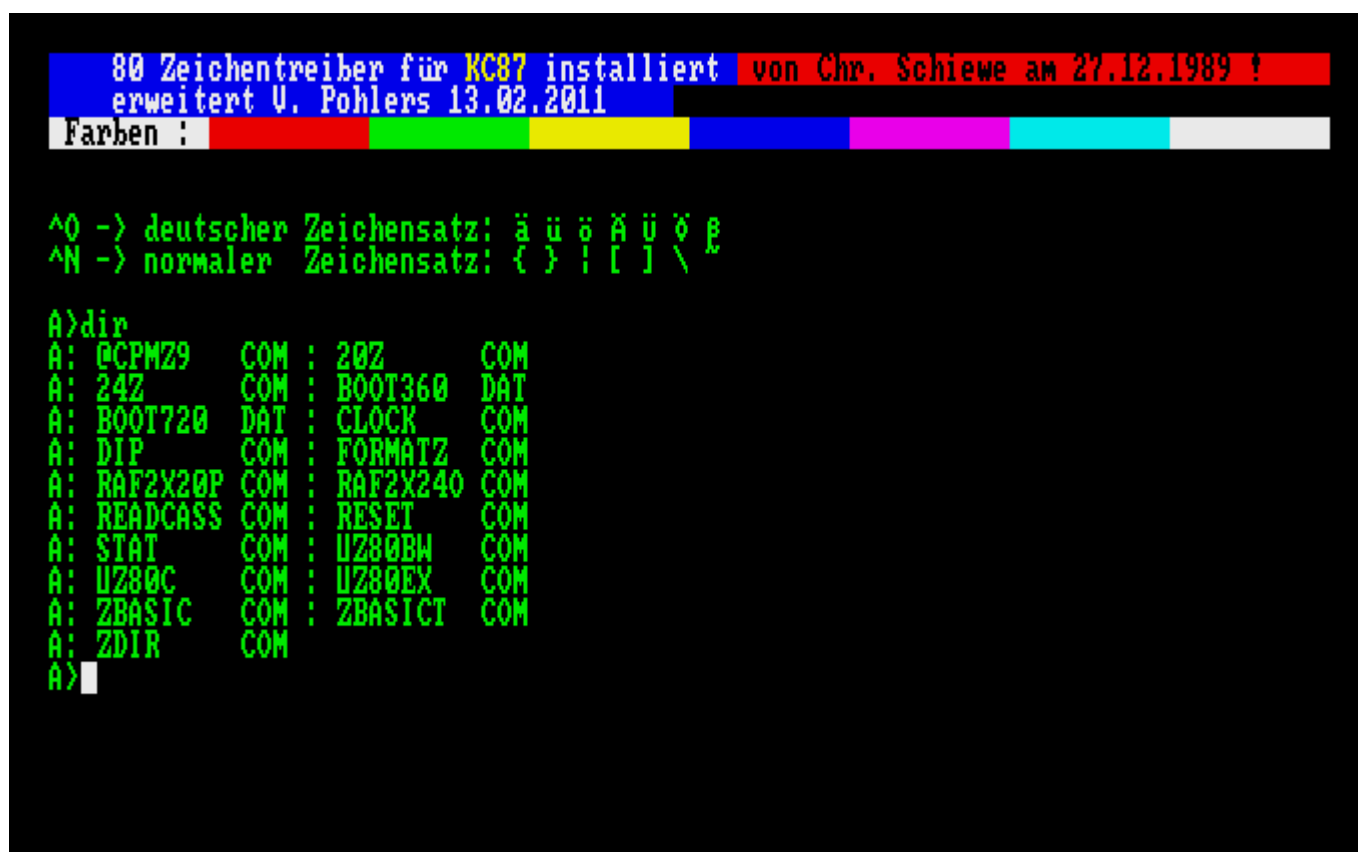 80 Zeichentreiber für KC87 installiert von Chr. Schiewe am 27.12.1989 !
erweitert V. Pohlers 13.02.2011
Farben :
^O -> deutscher Zeichensatz: ä ü ö Ä Ü Ö ß
^N -> normaler Zeichensatz: { } ¦ [ ] \ ~
A>dir
A: @CPMZ9 COM : 20Z COM
A: 24Z COM : BOOT360 DAT
A: BOOT720 DAT : CLOCK COM
A: DIP COM : FORMATZ COM
A: RAF2X20P COM : RAF2X24O COM
A: READCASS COM : RESET COM
A: STAT COM : UZ80BW COM
A: UZ80C COM : UZ80EX COM
A: ZBASIC COM : ZBASICT COM
A: ZDIR COM
A>